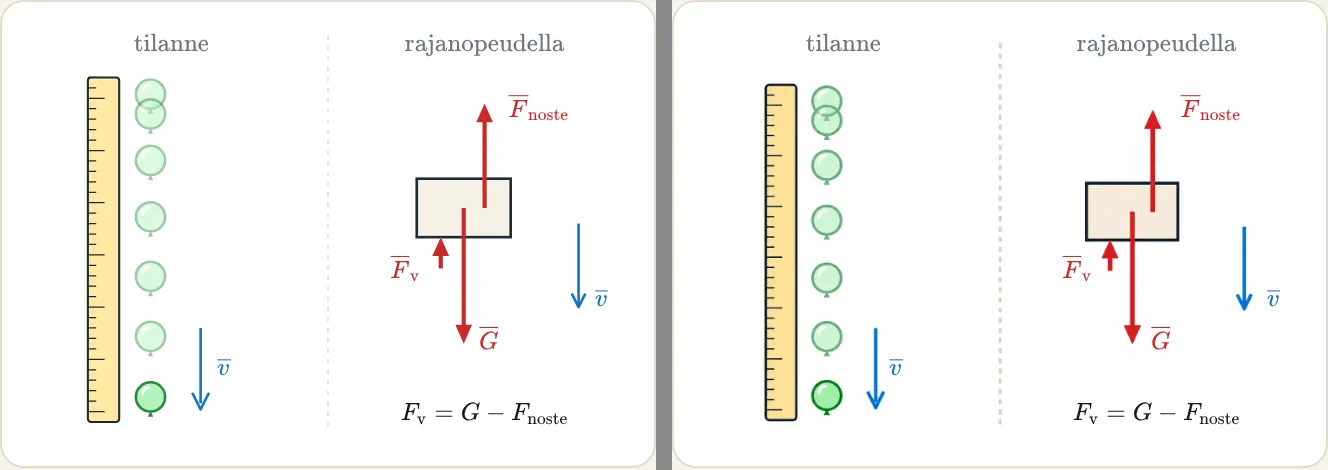 tilanne
rajanopeudella
F̅noste
F̅v
G̅
v̅
v̅
Fv = G − Fnoste
tilanne
rajanopeudella
F̅noste
F̅v
G̅
v̅
v̅
Fv = G − Fnoste